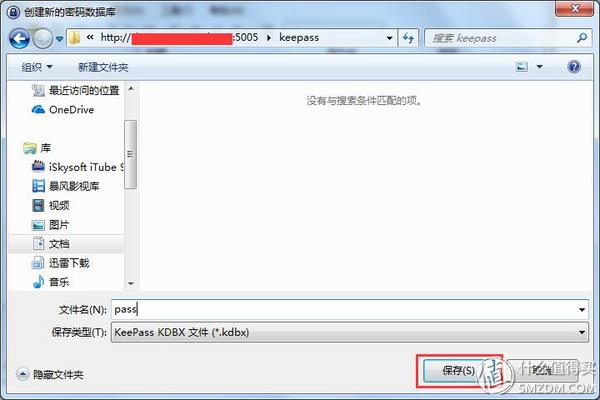 创建新的密码数据库
« http:// :5005 ▸ keepass
搜索 keepass
组织 新建文件夹
最近访问的位置
OneDrive
库
iSkysoft iTube S
暴风影视库
视频
图片
文档
迅雷下载
音乐
没有与搜索条件匹配的项。
文件名(N): pass
保存类型(T): KeePass KDBX 文件 (*.kdbx)
隐藏文件夹
保存(S)
取消
值 什么值得买
SMZDM.COM